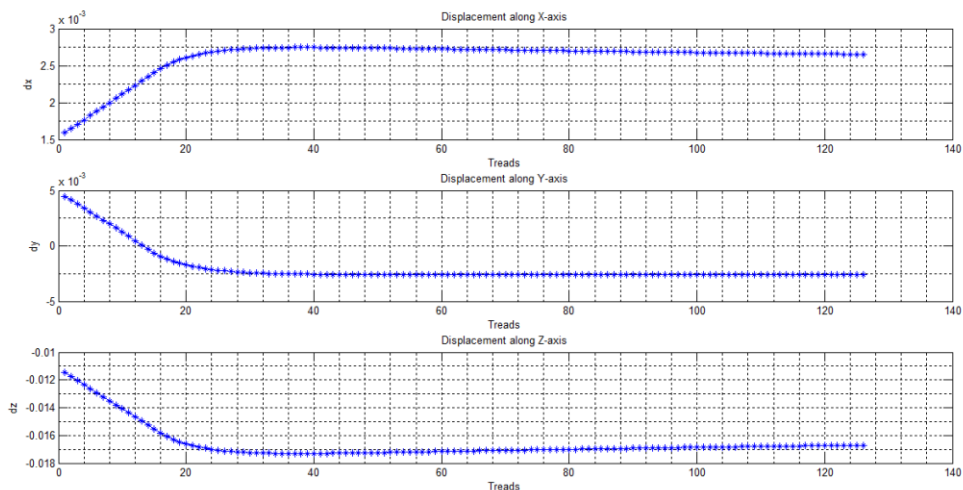 Displacement along X-axis
x 10⁻³
3
2.5
2
1.5
dx
0 20 40 60 80 100 120 140
Treads
Displacement along Y-axis
x 10⁻³
5
0
-5
dy
0 20 40 60 80 100 120 140
Treads
Displacement along Z-axis
-0.01
-0.012
-0.014
-0.016
-0.018
dz
0 20 40 60 80 100 120 140
Treads